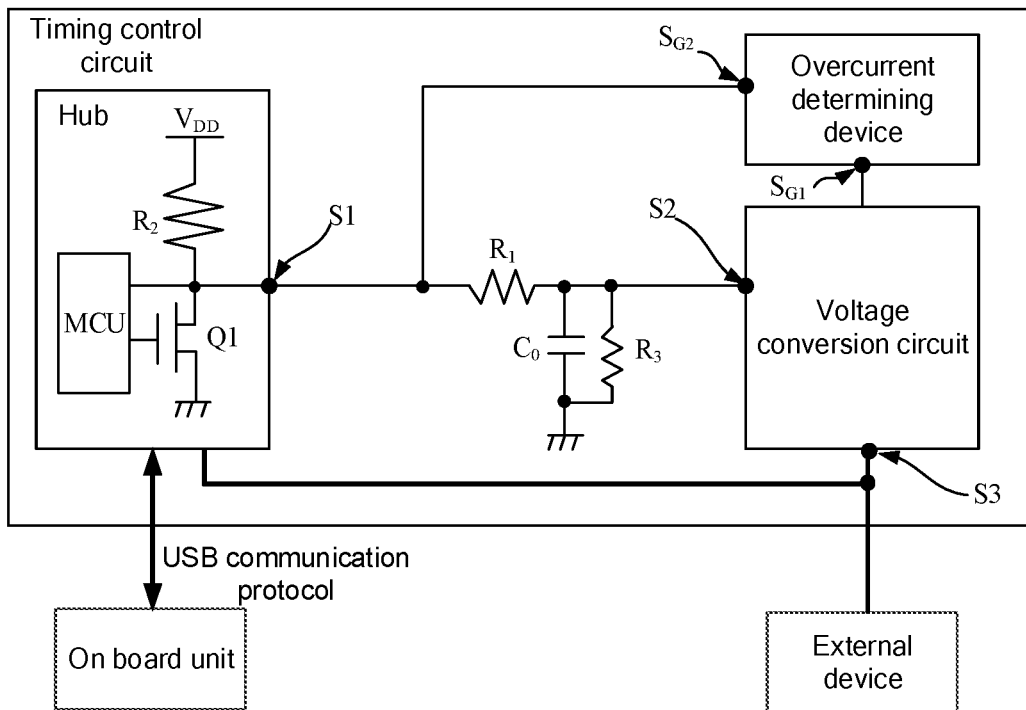 Timing control
circuit
Hub
V_DD
R_2
MCU
Q1
S1
R_1
C_0
R_3
S2
S_G2
Overcurrent
determining
device
S_G1
Voltage
conversion circuit
S3
USB communication
protocol
On board unit
External
device